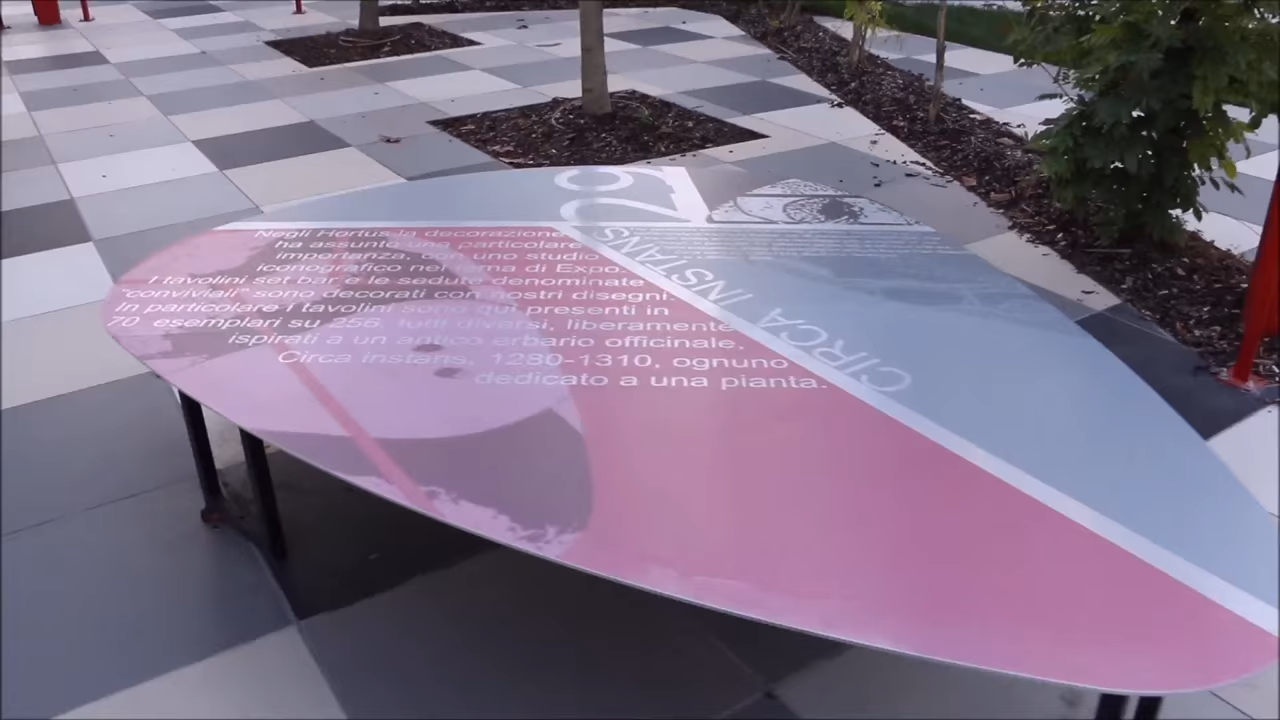 29
CIRCA INSTANS
Negli Hortus la decorazione
ha assunto una particolare
importanza, con uno studio
iconografico nel tema di Expo.
I tavolini set bar e le sedute denominate
"conviviali" sono decorati con nostri disegni.
In particolare i tavolini sono qui presenti in
70 esemplari su 256, tutti diversi, liberamente
ispirati a un antico erbario officinale,
Circa instans, 1280-1310, ognuno
dedicato a una pianta.